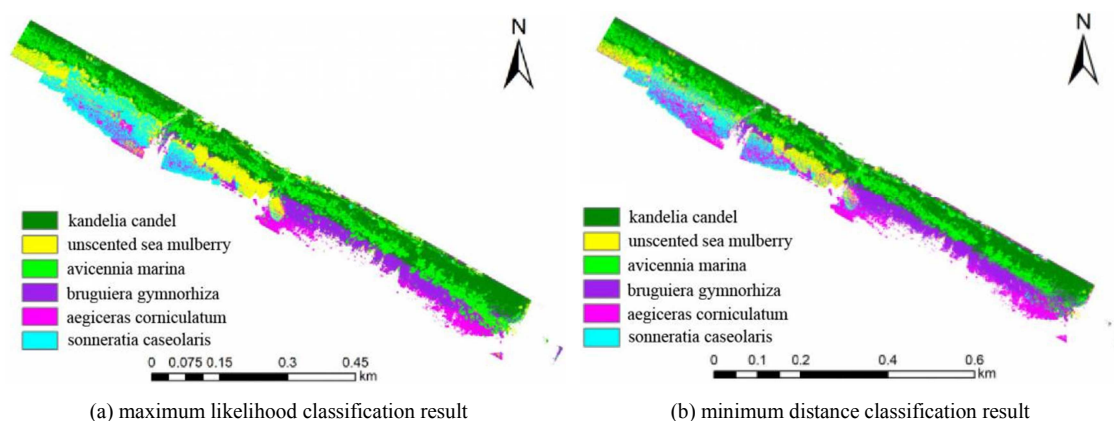 N
kandelia candel
unscented sea mulberry
avicennia marina
bruguiera gymnorhiza
aegiceras corniculatum
sonneratia caseolaris
0 0.075 0.15 0.3 0.45
km
(a) maximum likelihood classification result
N
kandelia candel
unscented sea mulberry
avicennia marina
bruguiera gymnorhiza
aegiceras corniculatum
sonneratia caseolaris
0 0.1 0.2 0.4 0.6
km
(b) minimum distance classification result